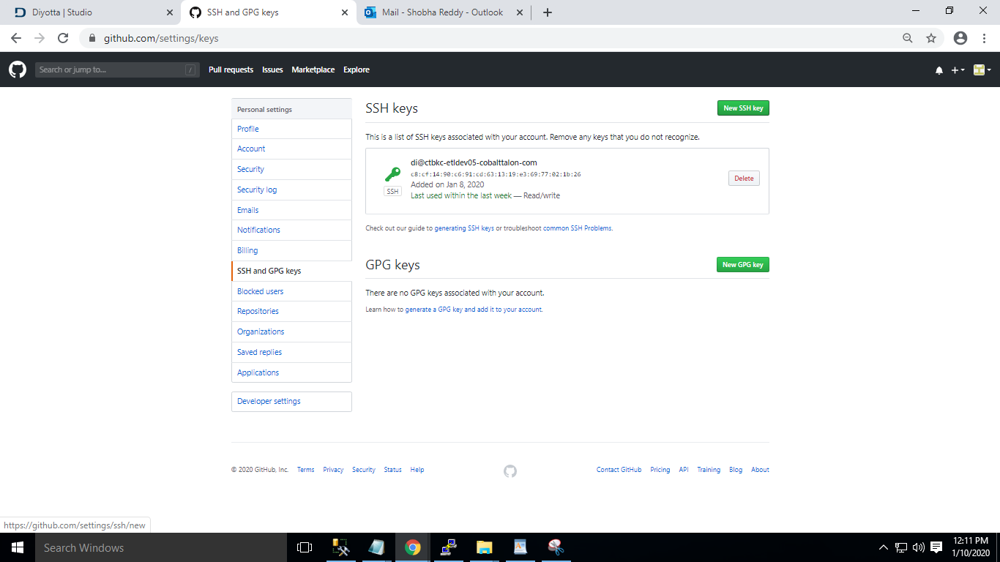 Diyotta | Studio
SSH and GPG keys
Mail - Shobha Reddy - Outlook
github.com/settings/keys
Search or jump to...
/
Pull requests
Issues
Marketplace
Explore
Personal settings
Profile
Account
Security
Security log
Emails
Notifications
Billing
SSH and GPG keys
Blocked users
Repositories
Organizations
Saved replies
Applications
Developer settings
SSH keys
New SSH key
This is a list of SSH keys associated with your account. Remove any keys that you do not recognize.
SSH
di@ctbkc-etldev05-cobalttalon-com
c8:cf:14:90:c6:91:cd:63:13:19:e3:69:77:02:1b:26
Added on Jan 8, 2020
Last used within the last week — Read/write
Delete
Check out our guide to generating SSH keys or troubleshoot common SSH Problems.
GPG keys
New GPG key
There are no GPG keys associated with your account.
Learn how to generate a GPG key and add it to your account.
© 2020 GitHub, Inc.
Terms
Privacy
Security
Status
Help
Contact GitHub
Pricing
API
Training
Blog
About
https://github.com/settings/ssh/new
Search Windows
12:11 PM
1/10/2020